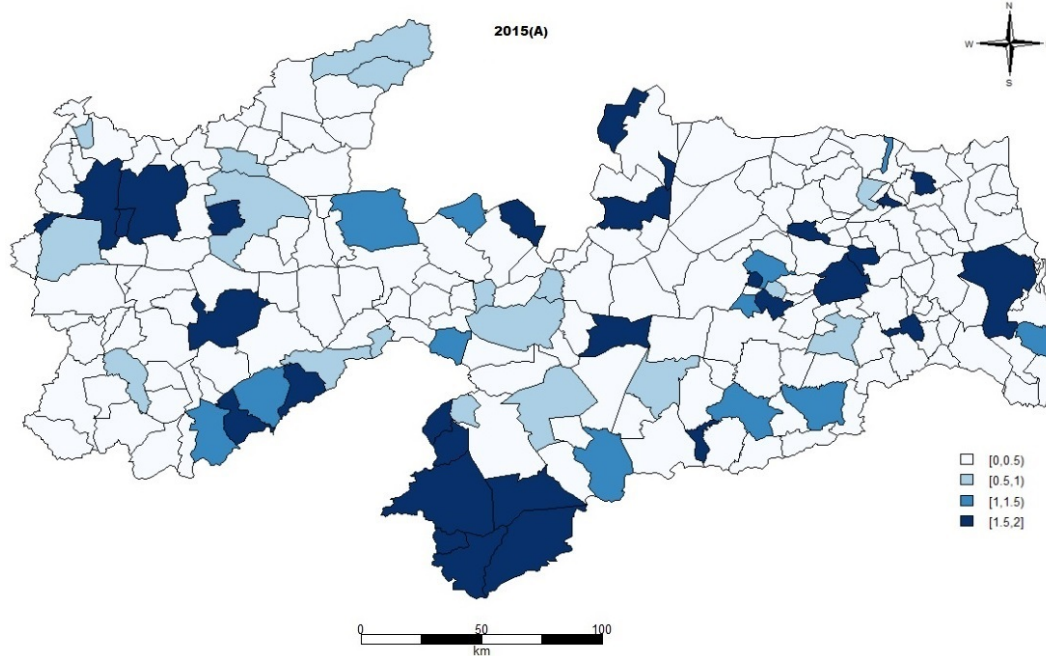 2015(A)
N
W
E
S
[0,0.5)
[0.5,1)
[1,1.5)
[1.5,2]
0 50 100
km